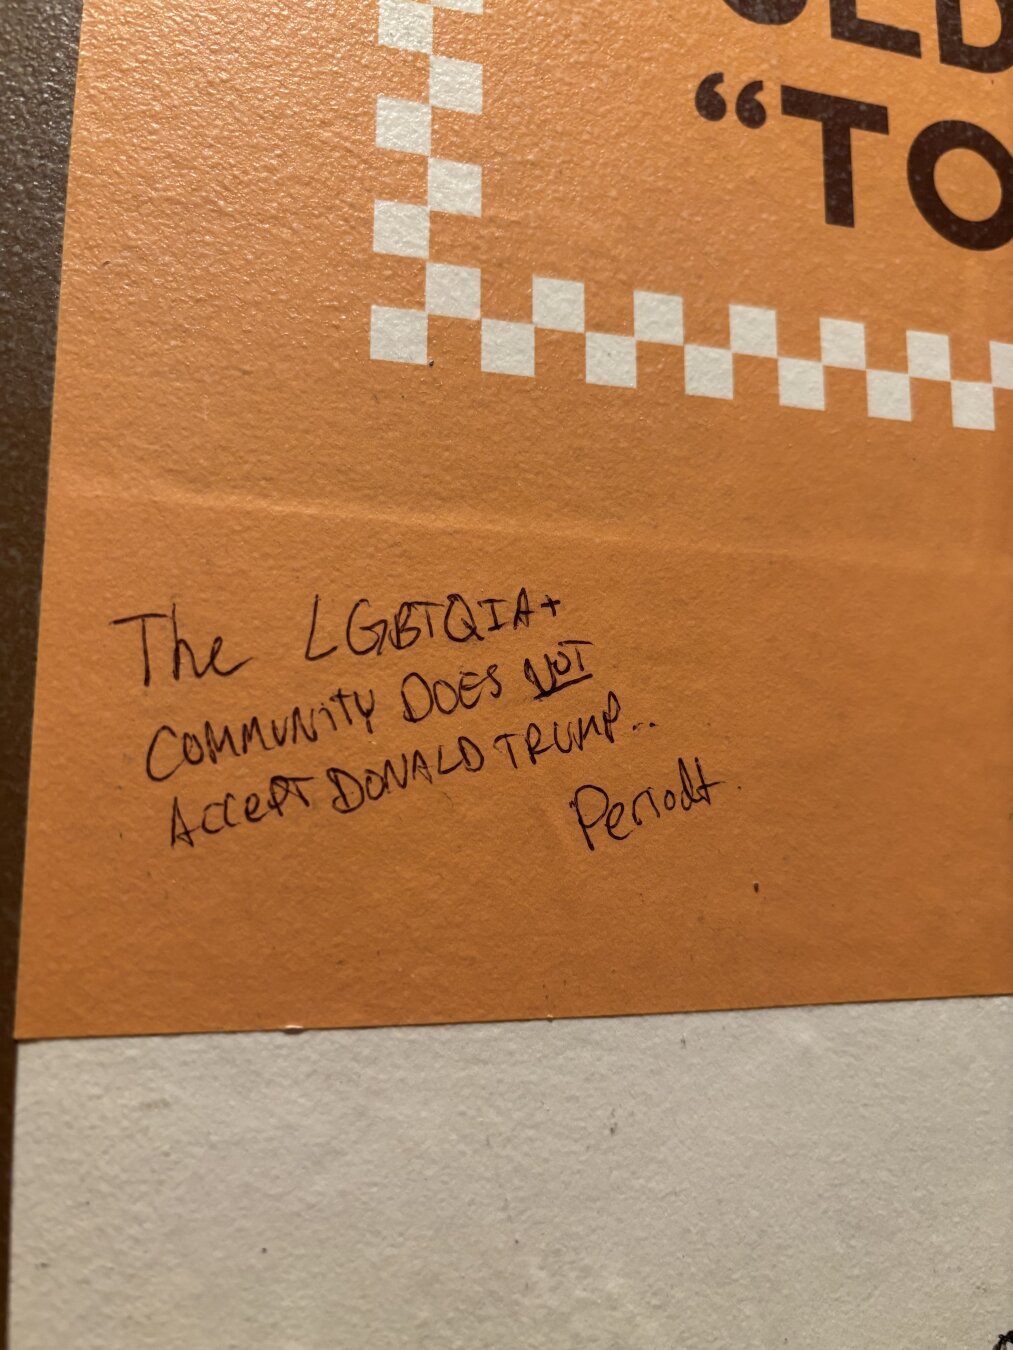 “TO
The LGBTQIA+
COMMUNITY DOES NOT
AccePT DONALD TRUMP..
Periodt.